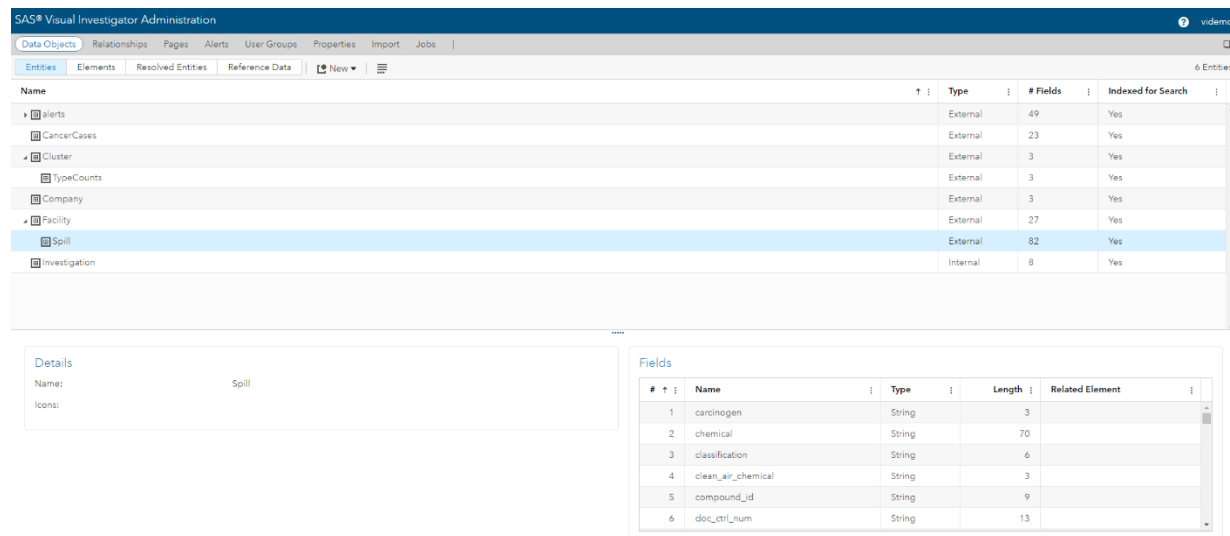 SAS® Visual Investigator Administration videmo
Data Objects Relationships Pages Alerts User Groups Properties Import Jobs
Entities Elements Resolved Entities Reference Data New 6 Entities
Name Type # Fields Indexed for Search
alerts External 49 Yes
CancerCases External 23 Yes
Cluster External 3 Yes
TypeCounts External 3 Yes
Company External 3 Yes
Facility External 27 Yes
Spill External 82 Yes
Investigation Internal 8 Yes
Details
Name: Spill
Icons:
Fields
# Name Type Length Related Element
1 carcinogen String 3
2 chemical String 70
3 classification String 6
4 clean_air_chemical String 3
5 compound_id String 9
6 doc_ctrl_num String 13